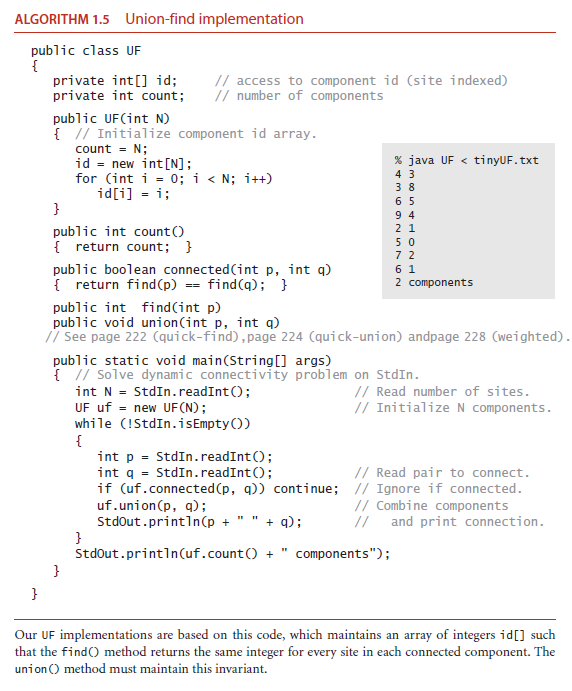 ALGORITHM 1.5 Union-find implementation
public class UF
{
private int[] id; // access to component id (site indexed)
private int count; // number of components
public UF(int N)
{ // Initialize component id array.
count = N;
id = new int[N];
for (int i = 0; i < N; i++)
id[i] = i;
}
public int count()
{ return count; }
public boolean connected(int p, int q)
{ return find(p) == find(q); }
public int find(int p)
public void union(int p, int q)
// See page 222 (quick-find),page 224 (quick-union) andpage 228 (weighted).
public static void main(String[] args)
{ // Solve dynamic connectivity problem on StdIn.
int N = StdIn.readInt(); // Read number of sites.
UF uf = new UF(N); // Initialize N components.
while (!StdIn.isEmpty())
{
int p = StdIn.readInt();
int q = StdIn.readInt(); // Read pair to connect.
if (uf.connected(p, q)) continue; // Ignore if connected.
uf.union(p, q); // Combine components
StdOut.println(p + " " + q); // and print connection.
}
StdOut.println(uf.count() + " components");
}
}
% java UF < tinyUF.txt
4 3
3 8
6 5
9 4
2 1
5 0
7 2
6 1
2 components
Our UF implementations are based on this code, which maintains an array of integers id[] such
that the find() method returns the same integer for every site in each connected component. The
union() method must maintain this invariant.